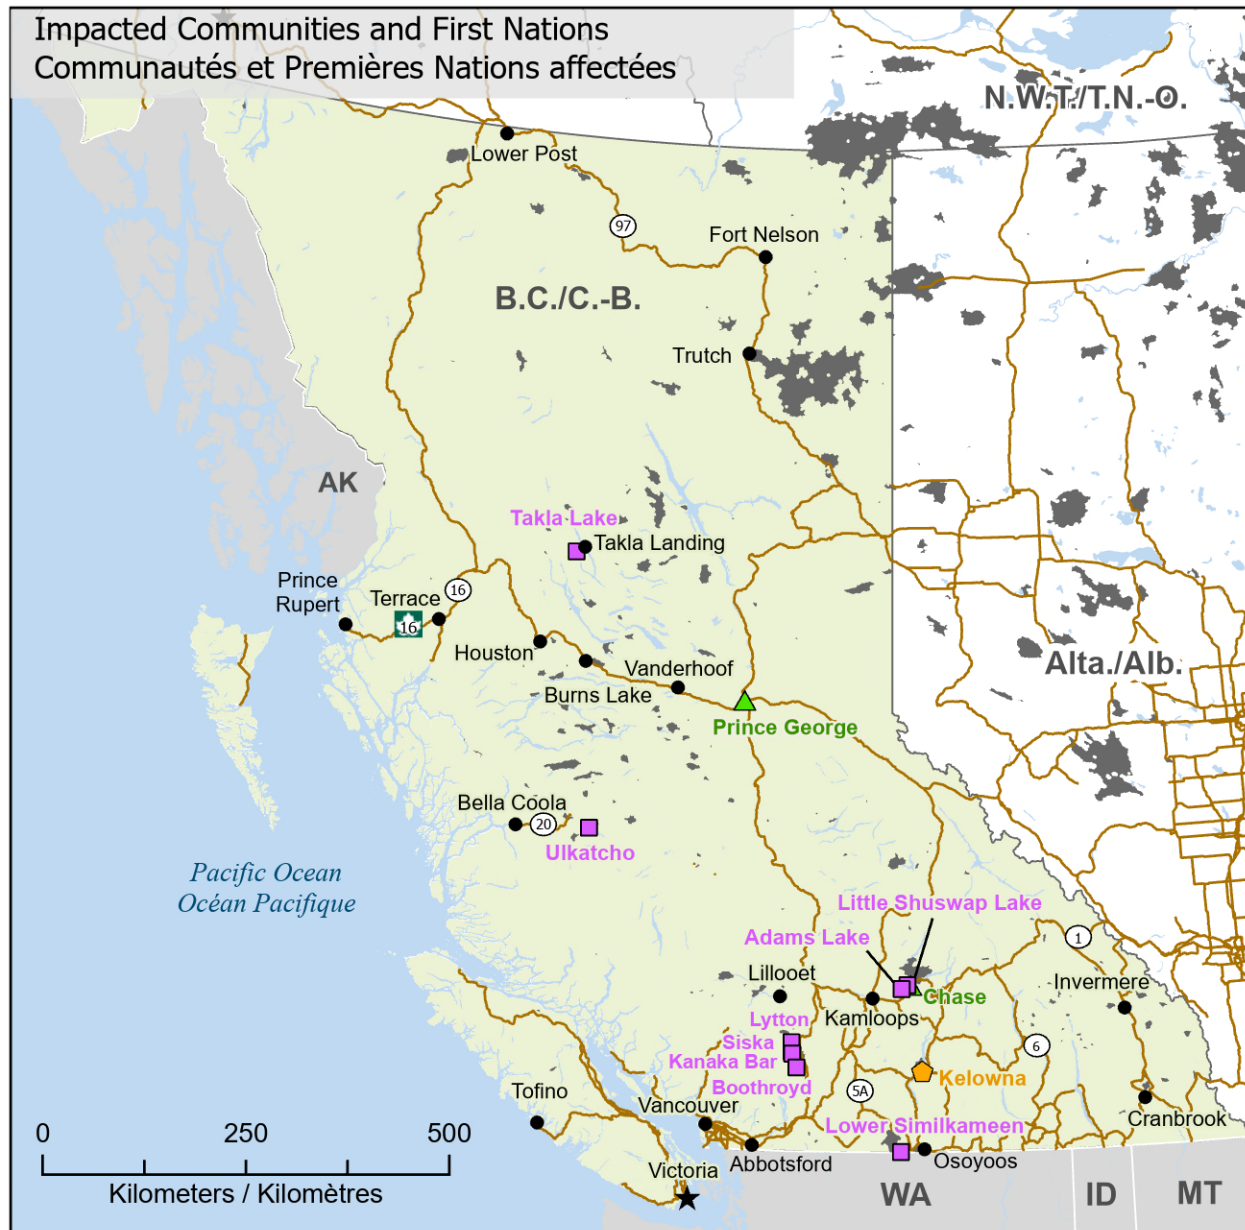 Impacted Communities and First Nations
Communautés et Premières Nations affectées
N.W.T./T.N.-O.
Lower Post
97
Fort Nelson
B.C./C.-B.
Trutch
AK
Takla Lake
Takla Landing
Prince
Rupert
Terrace
16
16
Houston
Burns Lake
Vanderhoof
Alta./Alb.
Prince George
Bella Coola
20
Ulkatcho
Pacific Ocean
Océan Pacifique
Little Shuswap Lake
Adams Lake
1
Lillooet
Invermere
Chase
Kamloops
Lytton
Siska
Kanaka Bar
Boothroyd
6
Kelowna
5A
Tofino
Vancouver
Cranbrook
Lower Similkameen
0 250 500
Kilometers / Kilomètres
Abbotsford
Osoyoos
Victoria
WA
ID
MT